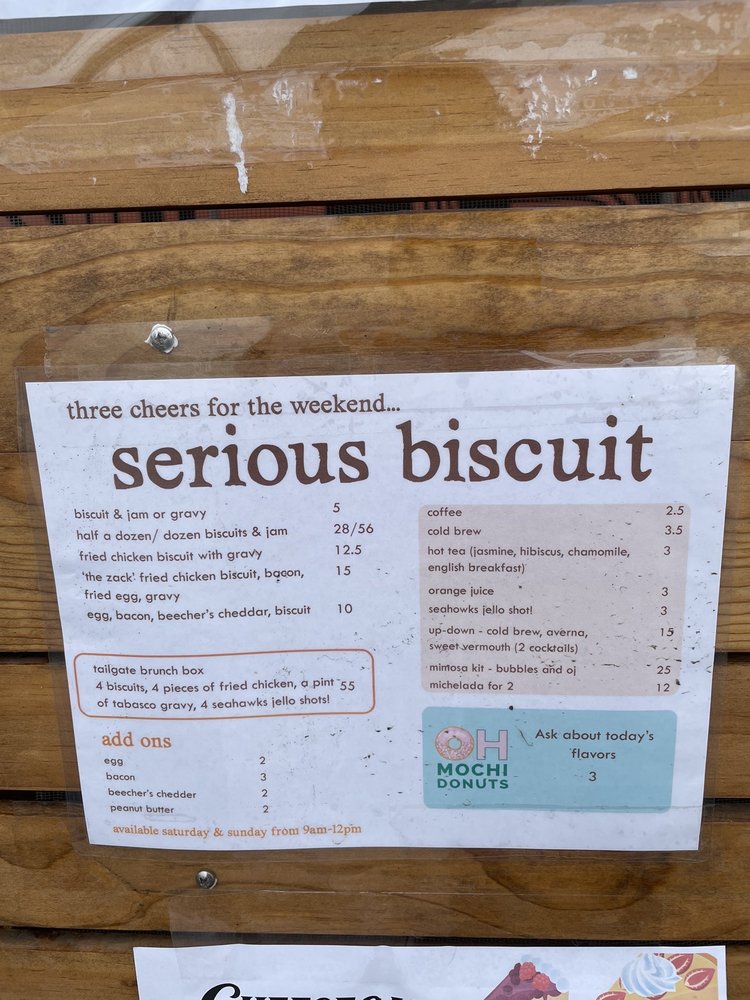 three cheers for the weekend...
serious biscuit
biscuit & jam or gravy 5
half a dozen/ dozen biscuits & jam 28/56
fried chicken biscuit with gravy 12.5
'the zack' fried chicken biscuit, bacon, 15
fried egg, gravy
egg, bacon, beecher's cheddar, biscuit 10
tailgate brunch box
4 biscuits, 4 pieces of fried chicken, a pint 55
of tabasco gravy, 4 seahawks jello shots!
add ons
egg 2
bacon 3
beecher's chedder 2
peanut butter 2
available saturday & sunday from 9am-12pm
coffee 2.5
cold brew 3.5
hot tea (jasmine, hibiscus, chamomile, 3
english breakfast)
orange juice 3
seahawks jello shot! 3
up-down - cold brew, averna, 15
sweet vermouth (2 cocktails)
mimosa kit - bubbles and oj 25
michelada for 2 12
OH
MOCHI
DONUTS
Ask about today's
flavors
3